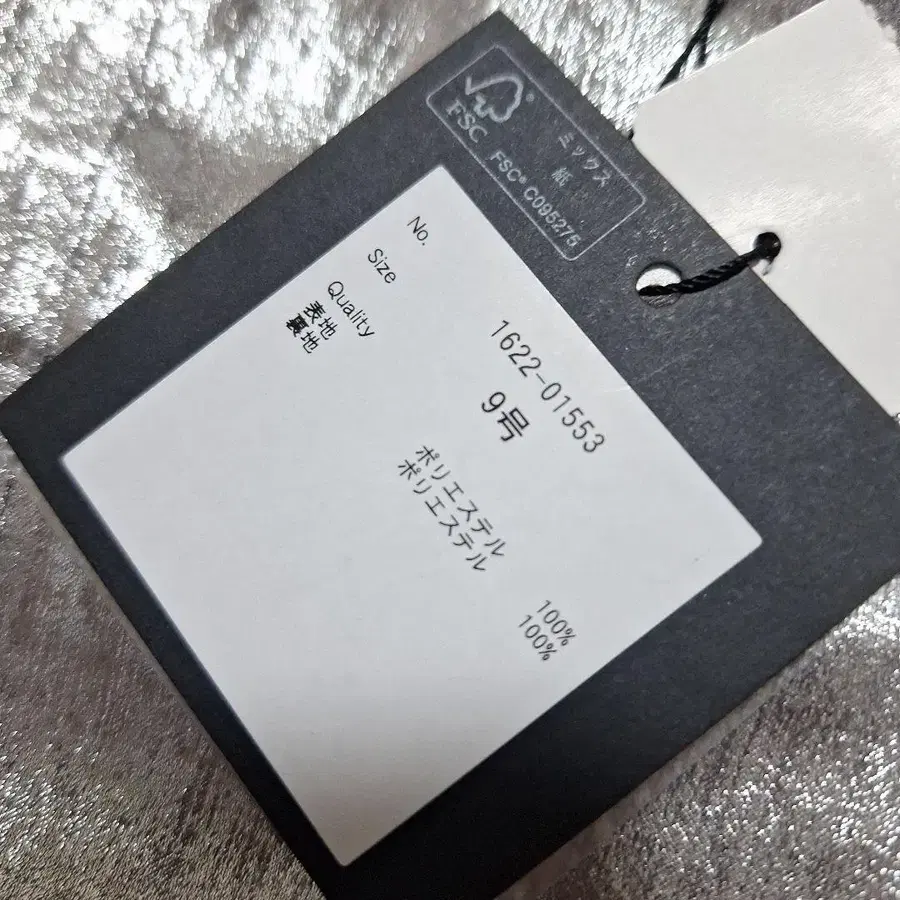 FSC
ミックス
紙
FSC® C095275
No. 1622-01553
Size 9号
Quality
表地 ポリエステル 100%
裏地 ポリエステル 100%